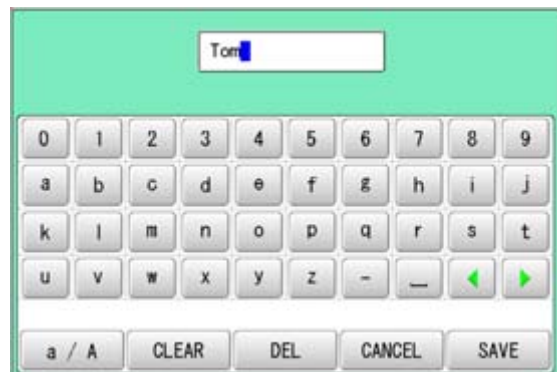 Tom
0 1 2 3 4 5 6 7 8 9
a b c d e f g h i j
k l m n o p q r s t
u v w x y z - _
a / A CLEAR DEL CANCEL SAVE